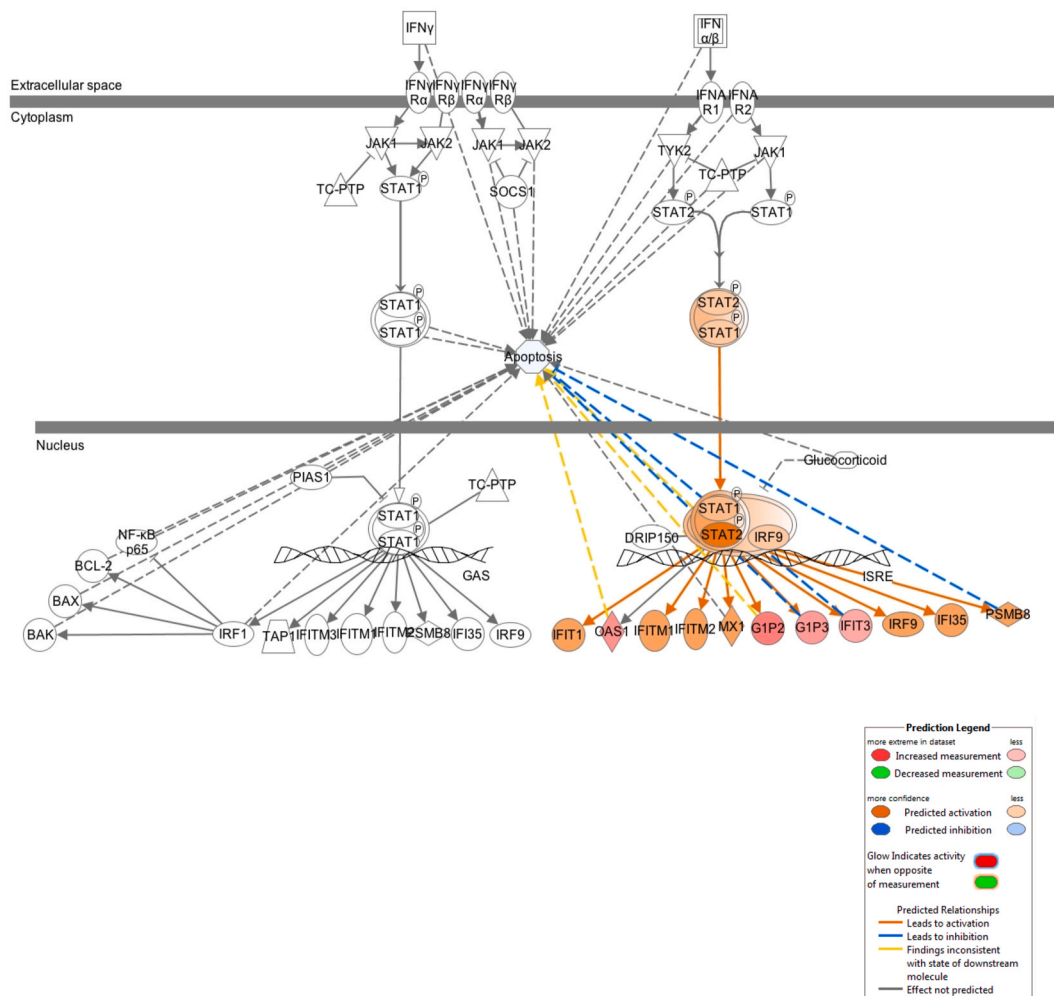 IFNγ
IFN
α/β
Extracellular space
IFNγ
Rα
IFNγ
Rβ
IFNγ
Rα
IFNγ
Rβ
IFNA
R1
IFNA
R2
Cytoplasm
JAK1
JAK2
JAK1
JAK2
TYK2
JAK1
TC-PTP
STAT1
P
SOCS1
TC-PTP
STAT2
P
STAT1
P
STAT1
P
STAT1
P
STAT2
P
STAT1
P
Apoptosis
Nucleus
Glucocorticoid
PIAS1
TC-PTP
STAT1
P
STAT1
P
STAT1
P
STAT2
P
IRF9
DRIP150
NF-κB
p65
BCL-2
GAS
ISRE
BAX
BAK
IRF1
TAP1
IFITM3
IFITM1
IFITM2
PSMB8
IFI35
IRF9
IFIT1
OAS1
IFITM1
IFITM2
MX1
G1P2
G1P3
IFIT3
IRF9
IFI35
PSMB8
Prediction Legend
more extreme in dataset less
Increased measurement
Decreased measurement
more confidence less
Predicted activation
Predicted inhibition
Glow Indicates activity
when opposite
of measurement
Predicted Relationships
Leads to activation
Leads to inhibition
Findings inconsistent
with state of downstream
molecule
Effect not predicted